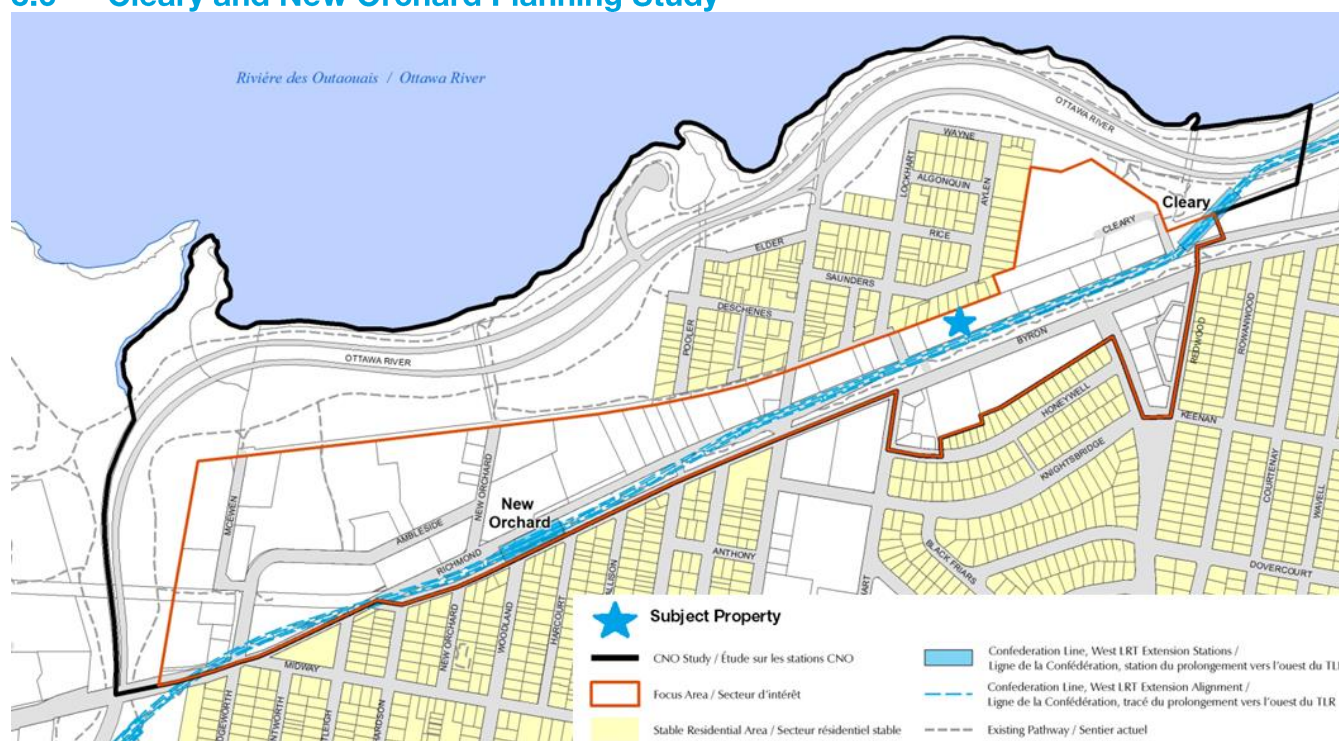 Cleary and New Orchard Planning Study
Rivière des Outaouais / Ottawa River
OTTAWA RIVER
WAYNE
LOCKHART
ALGONQUIN
AYLEN
RICE
Cleary
CLEARY
ELDER
SAUNDERS
DESCHENES
POOLER
BYRON
OTTAWA RIVER
REDWOOD
ROWANWOOD
HONEYWELL
KEENAN
KNIGHTSBRIDGE
COURTENAY
WAVELL
NEW ORCHARD
MCEWEN
New
Orchard
AMBLESIDE
RICHMOND
ANTHONY
BLACK FRIARS
DOVERCOURT
HARCOURT
WOODLAND
NEW ORCHARD
MIDWAY
Subject Property
CNO Study / Étude sur les stations CNO
Focus Area / Secteur d'intérêt
Stable Residential Area / Secteur résidentiel stable
Confederation Line, West LRT Extension Stations /
Ligne de la Confédération, station du prolongement vers l'ouest du TL
Confederation Line, West LRT Extension Alignment /
Ligne de la Confédération, tracé du prolongement vers l'ouest du TLR
Existing Pathway / Sentier actuel